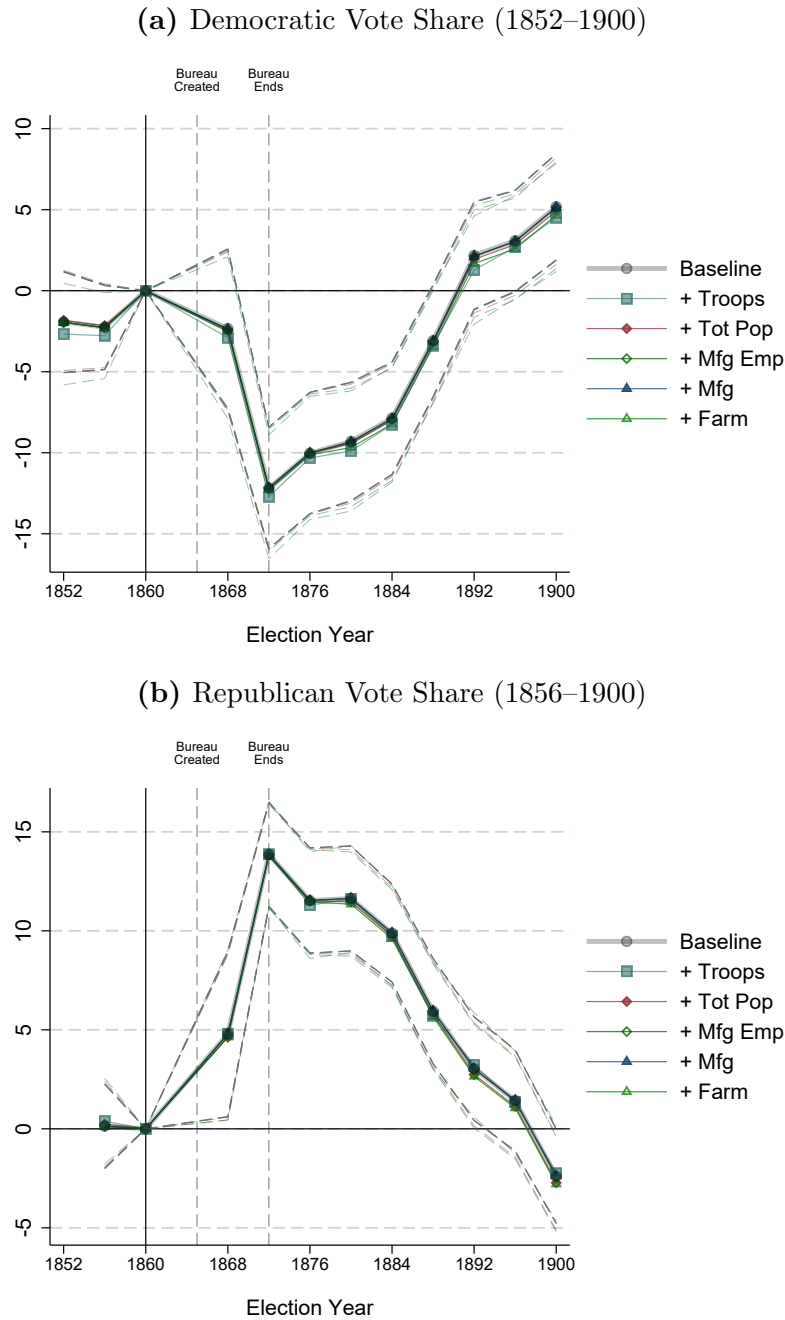 (a) Democratic Vote Share (1852–1900)
Bureau
Created
Bureau
Ends
10
5
0
-5
-10
-15
1852
1860
1868
1876
1884
1892
1900
Election Year
Baseline
+ Troops
+ Tot Pop
+ Mfg Emp
+ Mfg
+ Farm
(b) Republican Vote Share (1856–1900)
Bureau
Created
Bureau
Ends
15
10
5
0
-5
1852
1860
1868
1876
1884
1892
1900
Election Year
Baseline
+ Troops
+ Tot Pop
+ Mfg Emp
+ Mfg
+ Farm